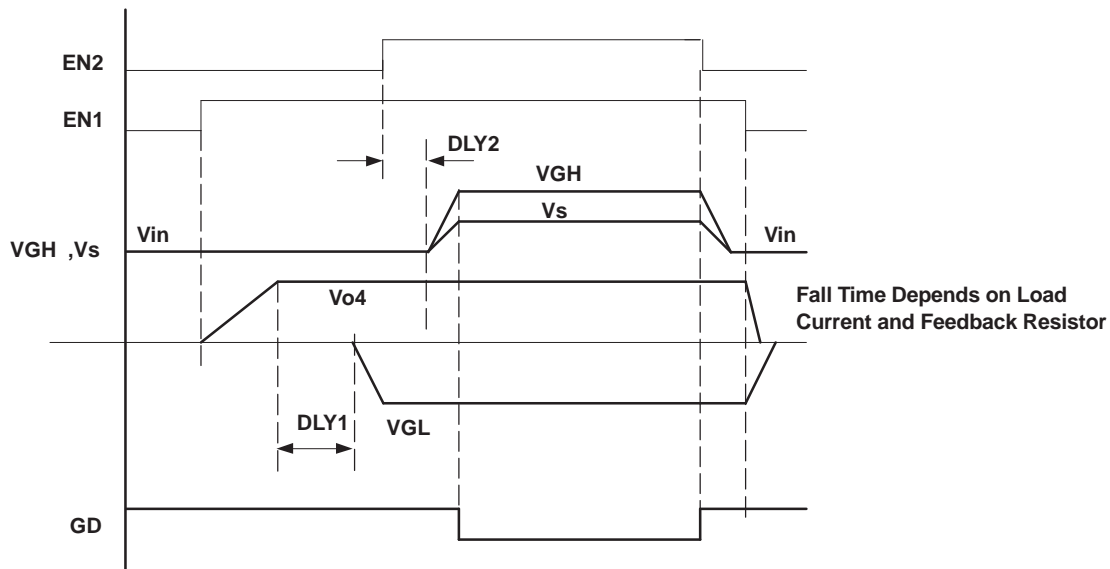 EN2
EN1
DLY2
VGH
Vs
Vin
Vin
VGH ,Vs
Vo4
Fall Time Depends on Load
Current and Feedback Resistor
DLY1
VGL
GD